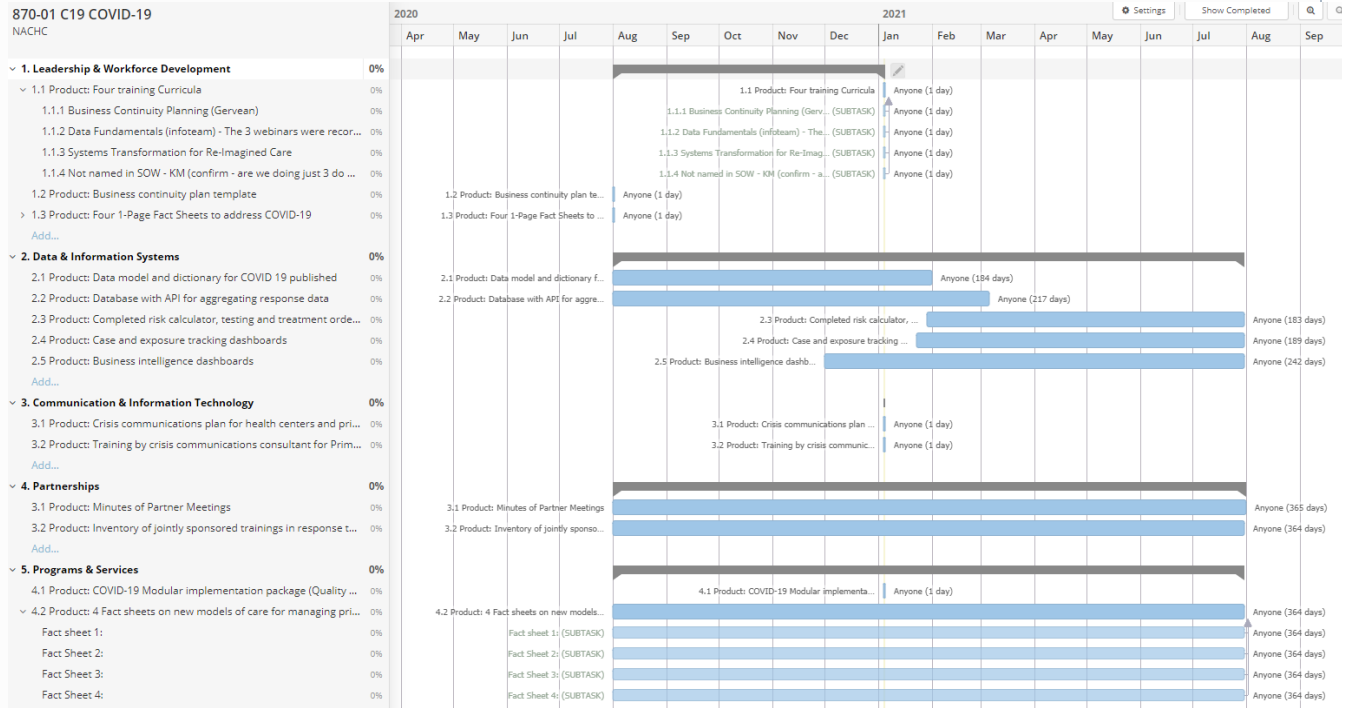 870-01 C19 COVID-19
NACHC
2020 2021
Settings Show Completed
Apr May Jun Jul Aug Sep Oct Nov Dec Jan Feb Mar Apr May Jun Jul Aug Sep
1. Leadership & Workforce Development 0%
1.1 Product: Four training Curricula 0% 1.1 Product: Four training Curricula Anyone (1 day)
1.1.1 Business Continuity Planning (Gervean) 0% 1.1.1 Business Continuity Planning (Gerv... (SUBTASK) Anyone (1 day)
1.1.2 Data Fundamentals (infoteam) - The 3 webinars were recor... 0% 1.1.2 Data Fundamentals (infoteam) - The... (SUBTASK) Anyone (1 day)
1.1.3 Systems Transformation for Re-Imagined Care 0% 1.1.3 Systems Transformation for Re-Imag... (SUBTASK) Anyone (1 day)
1.1.4 Not named in SOW - KM (confirm - are we doing just 3 do ... 0% 1.1.4 Not named in SOW - KM (confirm - a... (SUBTASK) Anyone (1 day)
1.2 Product: Business continuity plan template 0% 1.2 Product: Business continuity plan te... Anyone (1 day)
1.3 Product: Four 1-Page Fact Sheets to address COVID-19 0% 1.3 Product: Four 1-Page Fact Sheets to ... Anyone (1 day)
Add...
2. Data & Information Systems 0%
2.1 Product: Data model and dictionary for COVID 19 published 0% 2.1 Product: Data model and dictionary f... Anyone (184 days)
2.2 Product: Database with API for aggregating response data 0% 2.2 Product: Database with API for aggre... Anyone (217 days)
2.3 Product: Completed risk calculator, testing and treatment orde... 0% 2.3 Product: Completed risk calculator, ... Anyone (183 days)
2.4 Product: Case and exposure tracking dashboards 0% 2.4 Product: Case and exposure tracking ... Anyone (189 days)
2.5 Product: Business intelligence dashboards 0% 2.5 Product: Business intelligence dashb... Anyone (242 days)
Add...
3. Communication & Information Technology 0%
3.1 Product: Crisis communications plan for health centers and pri... 0% 3.1 Product: Crisis communications plan ... Anyone (1 day)
3.2 Product: Training by crisis communications consultant for Prim... 0% 3.2 Product: Training by crisis communic... Anyone (1 day)
Add...
4. Partnerships 0%
3.1 Product: Minutes of Partner Meetings 0% 3.1 Product: Minutes of Partner Meetings Anyone (365 days)
3.2 Product: Inventory of jointly sponsored trainings in response t... 0% 3.2 Product: Inventory of jointly sponso... Anyone (364 days)
Add...
5. Programs & Services 0%
4.1 Product: COVID-19 Modular implementation package (Quality ... 0% 4.1 Product: COVID-19 Modular implementa... Anyone (1 day)
4.2 Product: 4 Fact sheets on new models of care for managing pri... 0% 4.2 Product: 4 Fact sheets on new models... Anyone (364 days)
Fact sheet 1: 0% Fact sheet 1: (SUBTASK) Anyone (364 days)
Fact Sheet 2: 0% Fact Sheet 2: (SUBTASK) Anyone (364 days)
Fact Sheet 3: 0% Fact Sheet 3: (SUBTASK) Anyone (364 days)
Fact Sheet 4: 0% Fact Sheet 4: (SUBTASK) Anyone (364 days)